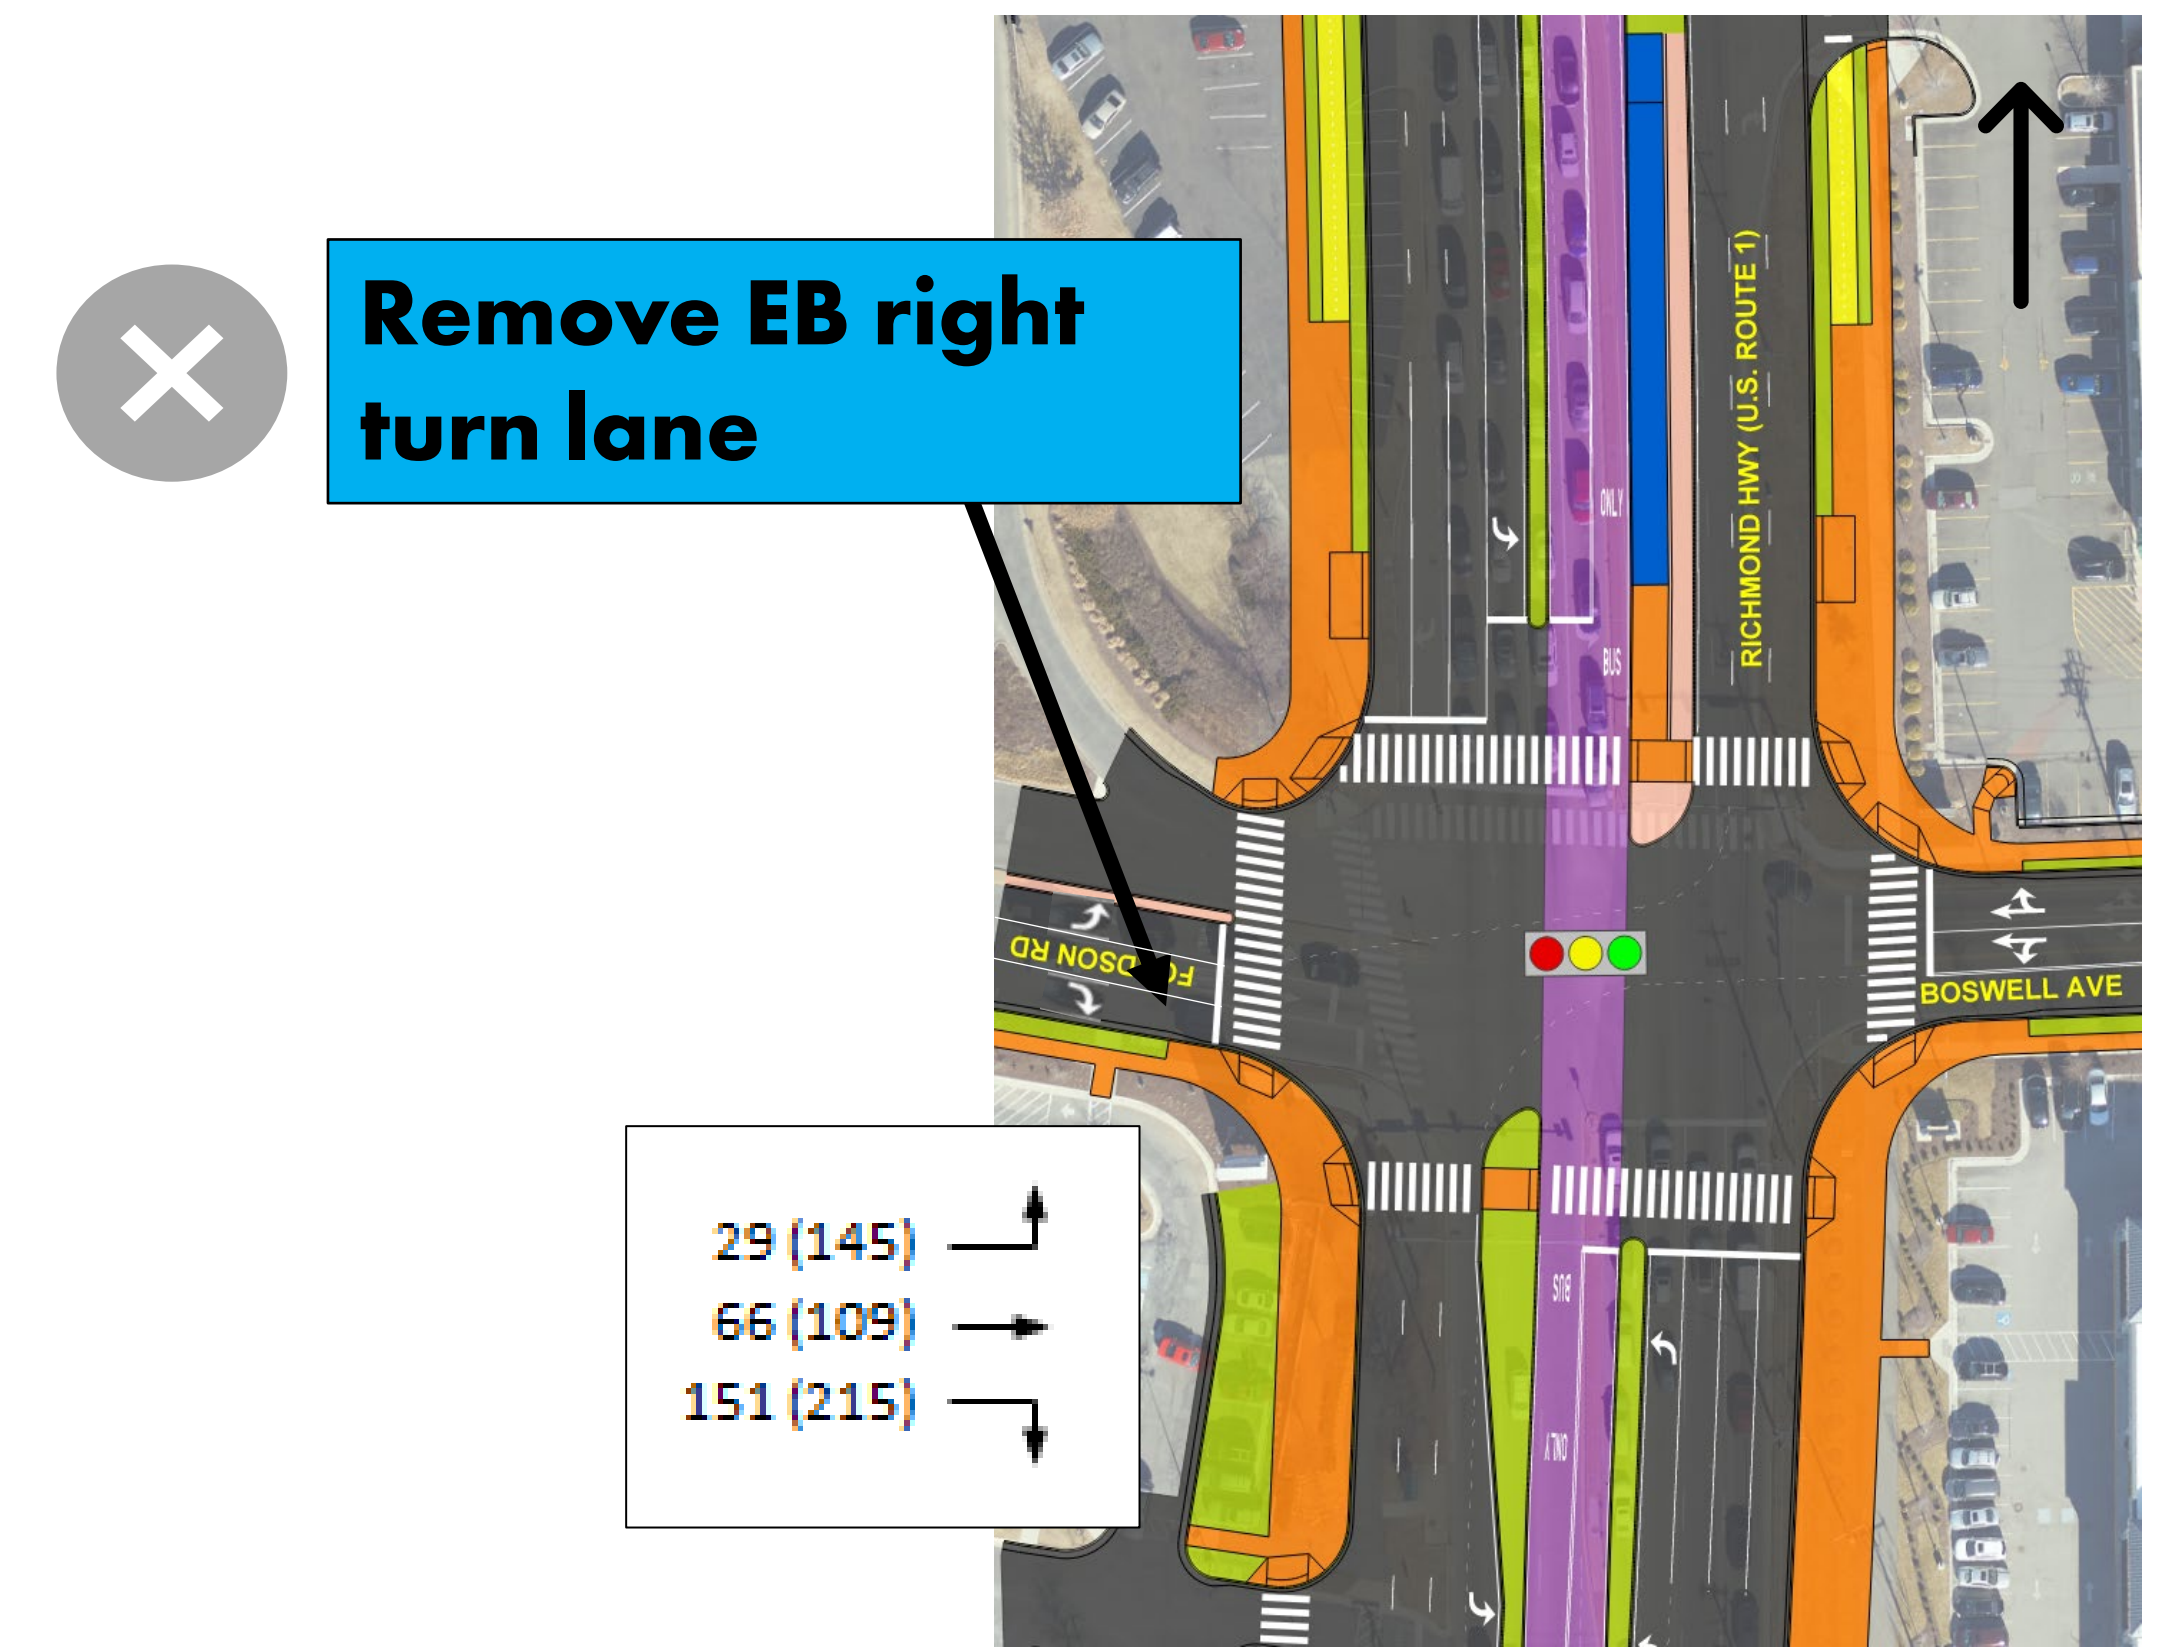 Remove EB right
turn lane
RICHMOND HWY (U.S. ROUTE 1)
ONLY
BUS
FORDSON RD
BOSWELL AVE
29 (145)
66 (109)
151 (215)
BUS
ONLY